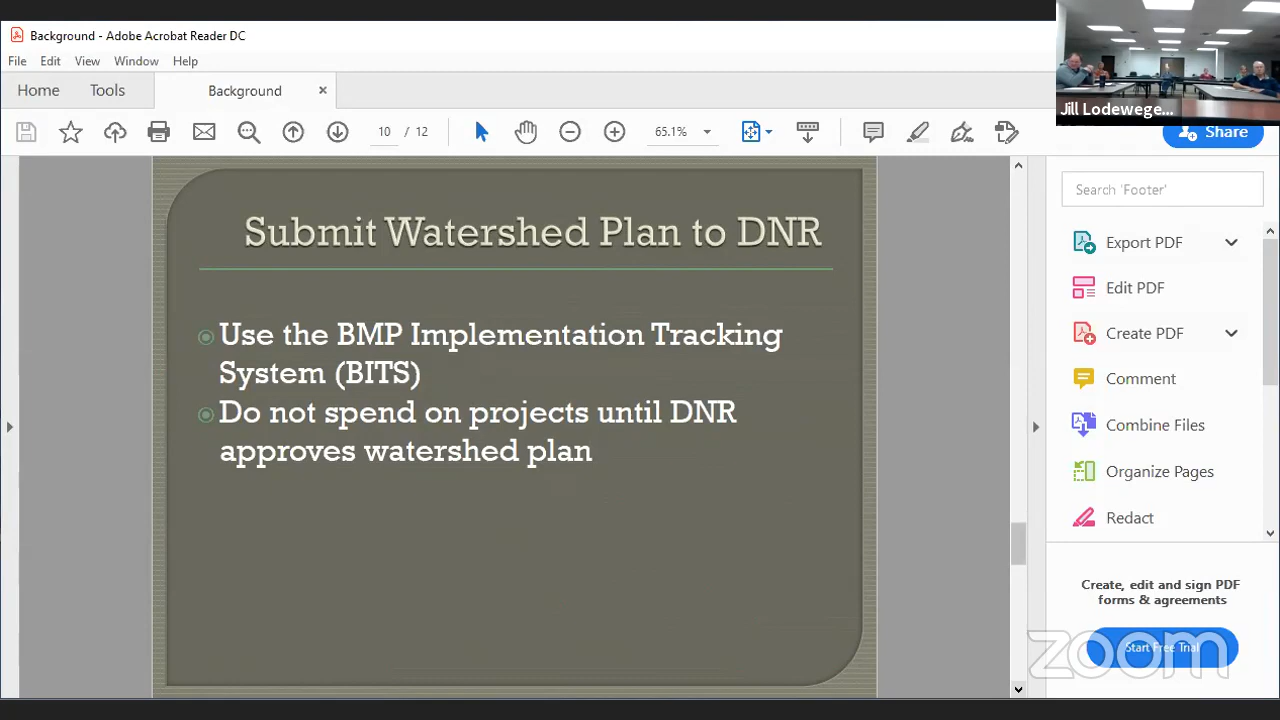 Background - Adobe Acrobat Reader DC
File Edit View Window Help
Home Tools Background ×
10 / 12 65.1% Share
Jill Lodewege...
Submit Watershed Plan to DNR
Use the BMP Implementation Tracking
System (BITS)
Do not spend on projects until DNR
approves watershed plan
Search 'Footer'
Export PDF
Edit PDF
Create PDF
Comment
Combine Files
Organize Pages
Redact
Create, edit and sign PDF
forms & agreements
Start Free Trial
zoom